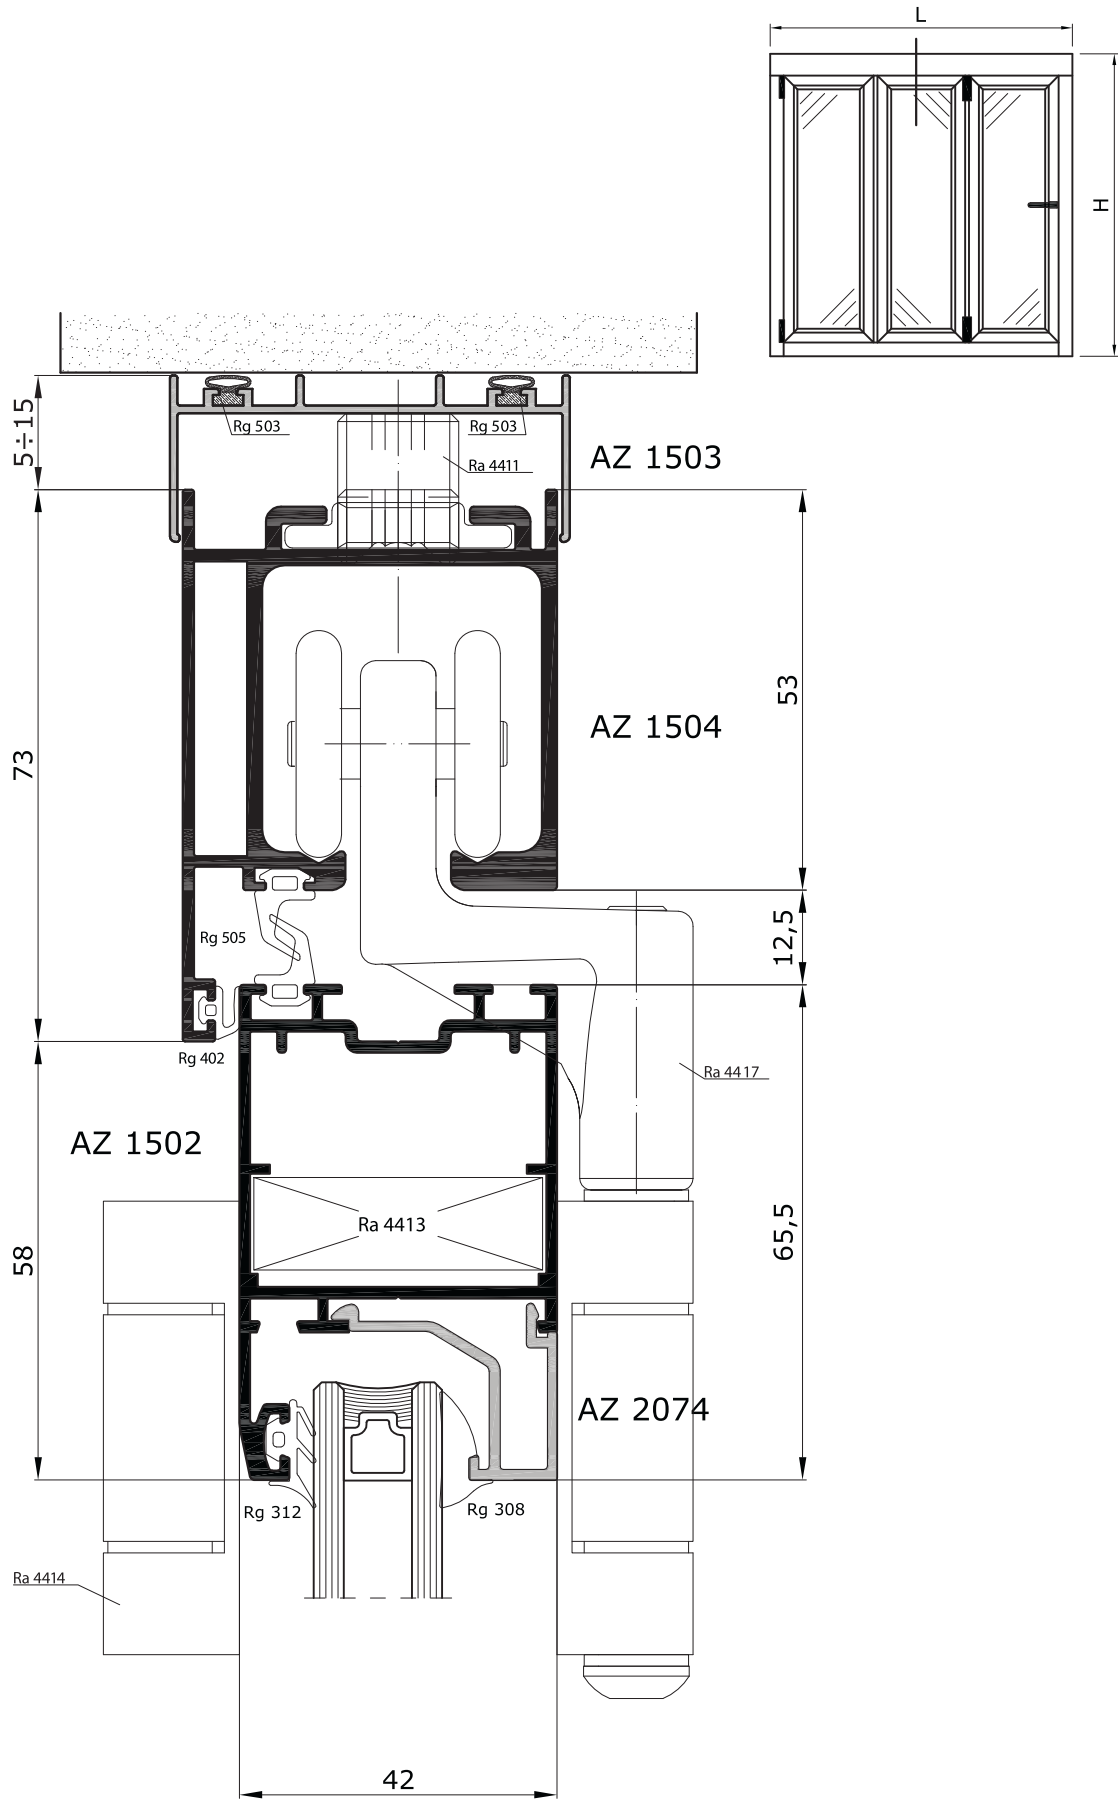 L
H
5÷15
Rg 503
Rg 503
Ra 4411
AZ 1503
53
AZ 1504
73
12,5
Rg 505
Rg 402
Ra 4417
AZ 1502
Ra 4413
65,5
58
AZ 2074
Rg 312
Rg 308
Ra 4414
42